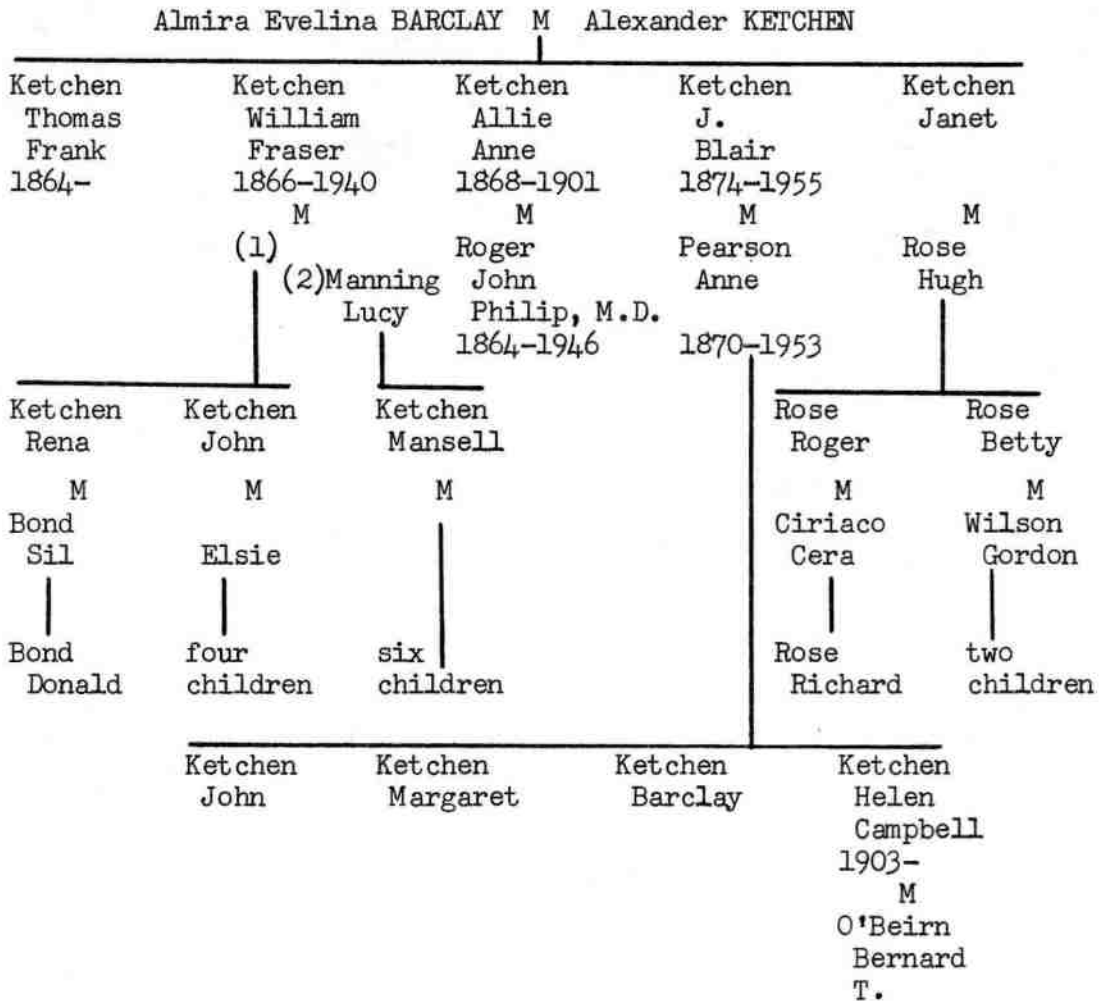 Almira Evelina BARCLAY M Alexander KETCHEN
Ketchen Ketchen Ketchen Ketchen Ketchen
Thomas William Allie J. Janet
Frank Fraser Anne Blair
1864- 1866-1940 1868-1901 1874-1955
M M M M
(1) Roger Pearson Rose
(2)Manning John Anne Hugh
Lucy Philip, M.D.
1864-1946 1870-1953
Ketchen Ketchen Ketchen Rose Rose
Rena John Mansell Roger Betty
M M M M M
Bond Ciriaco Wilson
Sil Elsie Cera Gordon
Bond four six Rose two
Donald children children Richard children
Ketchen Ketchen Ketchen Ketchen
John Margaret Barclay Helen
Campbell
1903-
M
O'Beirn
Bernard
T.